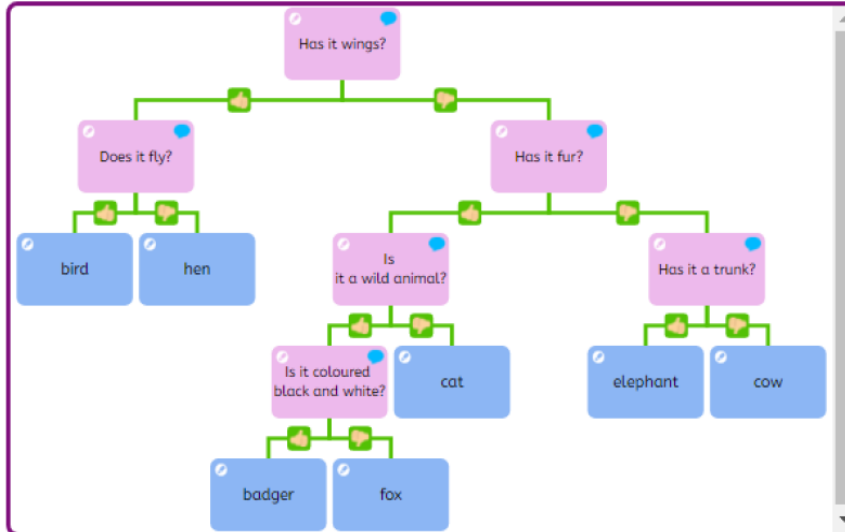 Has it wings?
Does it fly?
Has it fur?
bird
hen
Is
it a wild animal?
Has it a trunk?
Is it coloured
black and white?
cat
elephant
cow
badger
fox